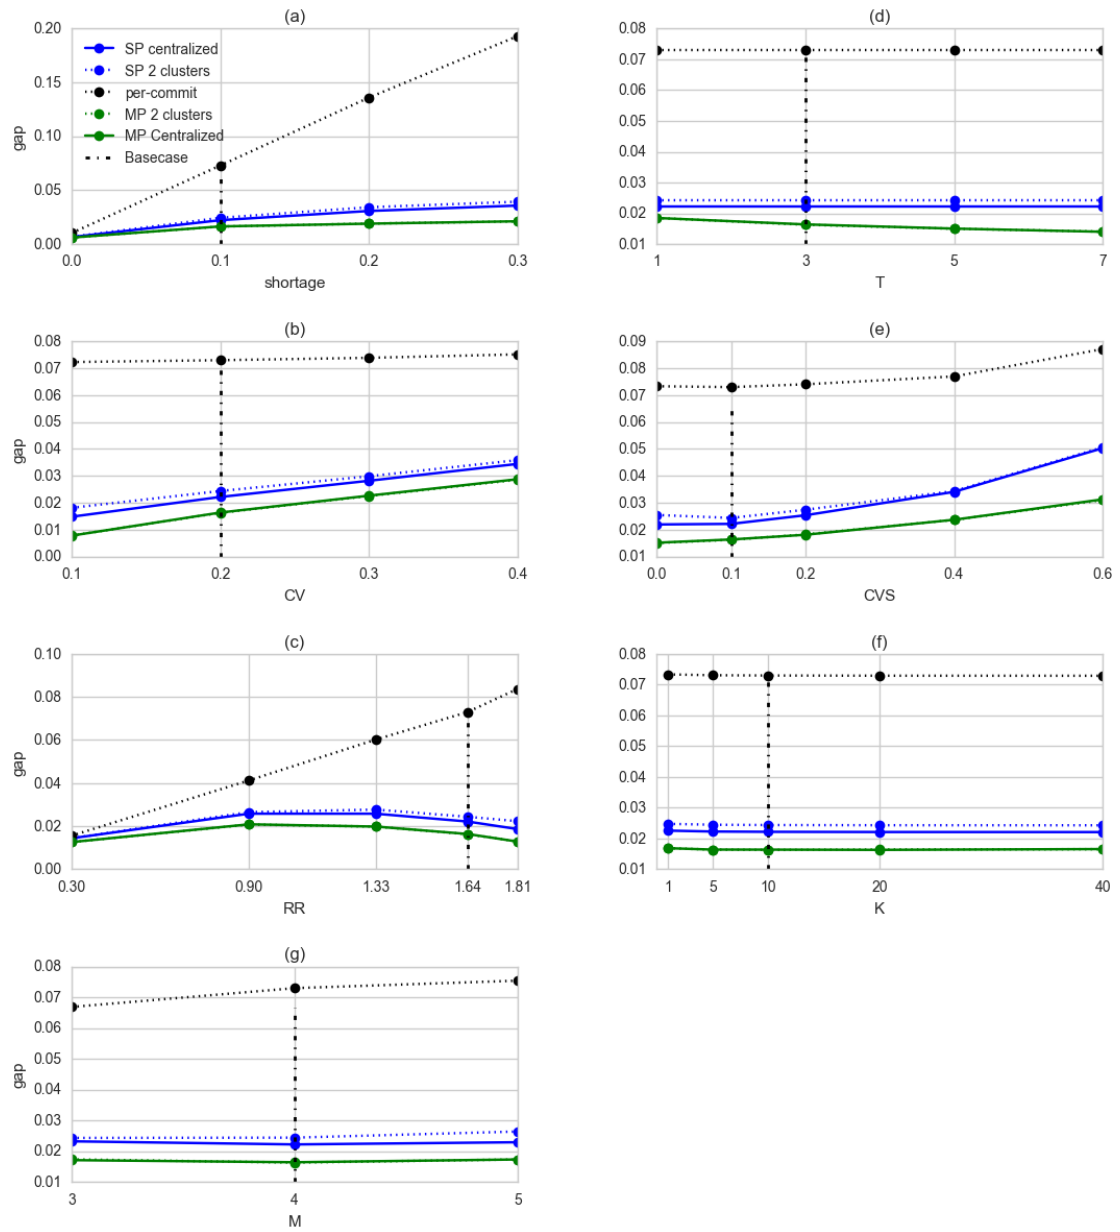 (a)
0.20
0.15
0.10
0.05
0.00
gap
SP centralized
SP 2 clusters
per-commit
MP 2 clusters
MP Centralized
Basecase
0.0 0.1 0.2 0.3
shortage
(d)
0.08
0.07
0.06
0.05
0.04
0.03
0.02
0.01
1 3 5 7
T
(b)
0.08
0.07
0.06
0.05
0.04
0.03
0.02
0.01
0.00
gap
0.1 0.2 0.3 0.4
CV
(e)
0.09
0.08
0.07
0.06
0.05
0.04
0.03
0.02
0.01
0.0 0.1 0.2 0.4 0.6
CVS
(c)
0.10
0.08
0.06
0.04
0.02
0.00
gap
0.30 0.90 1.33 1.64 1.81
RR
(f)
0.08
0.07
0.06
0.05
0.04
0.03
0.02
0.01
1 5 10 20 40
K
(g)
0.08
0.07
0.06
0.05
0.04
0.03
0.02
0.01
gap
3 4 5
M